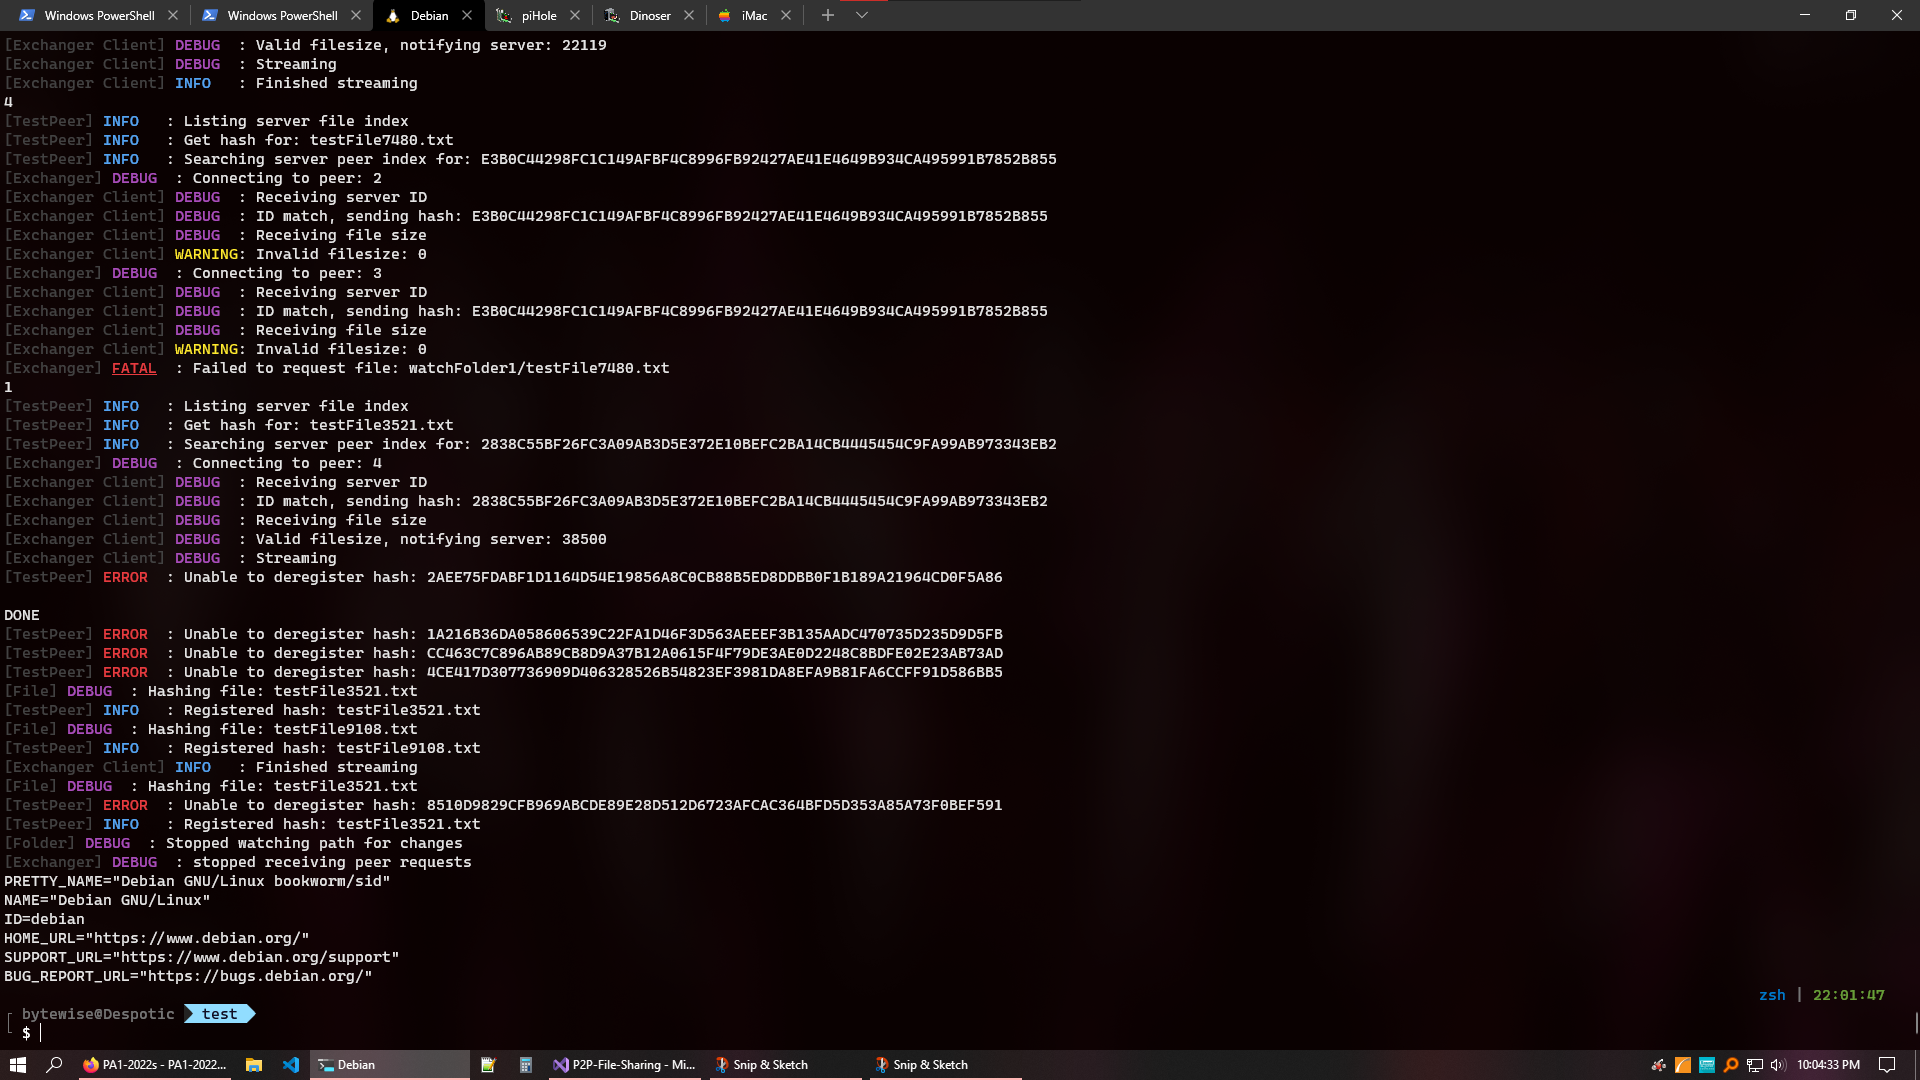 Windows PowerShell
Windows PowerShell
Debian
piHole
Dinoser
iMac
[Exchanger Client] DEBUG  : Valid filesize, notifying server: 22119
[Exchanger Client] DEBUG  : Streaming
[Exchanger Client] INFO   : Finished streaming
4
[TestPeer] INFO   : Listing server file index
[TestPeer] INFO   : Get hash for: testFile7480.txt
[TestPeer] INFO   : Searching server peer index for: E3B0C44298FC1C149AFBF4C8996FB92427AE41E4649B934CA495991B7852B855
[Exchanger] DEBUG  : Connecting to peer: 2
[Exchanger Client] DEBUG  : Receiving server ID
[Exchanger Client] DEBUG  : ID match, sending hash: E3B0C44298FC1C149AFBF4C8996FB92427AE41E4649B934CA495991B7852B855
[Exchanger Client] DEBUG  : Receiving file size
[Exchanger Client] WARNING: Invalid filesize: 0
[Exchanger] DEBUG  : Connecting to peer: 3
[Exchanger Client] DEBUG  : Receiving server ID
[Exchanger Client] DEBUG  : ID match, sending hash: E3B0C44298FC1C149AFBF4C8996FB92427AE41E4649B934CA495991B7852B855
[Exchanger Client] DEBUG  : Receiving file size
[Exchanger Client] WARNING: Invalid filesize: 0
[Exchanger] FATAL  : Failed to request file: watchFolder1/testFile7480.txt
1
[TestPeer] INFO   : Listing server file index
[TestPeer] INFO   : Get hash for: testFile3521.txt
[TestPeer] INFO   : Searching server peer index for: 2838C55BF26FC3A09AB3D5E372E10BEFC2BA14CB4445454C9FA99AB973343EB2
[Exchanger] DEBUG  : Connecting to peer: 4
[Exchanger Client] DEBUG  : Receiving server ID
[Exchanger Client] DEBUG  : ID match, sending hash: 2838C55BF26FC3A09AB3D5E372E10BEFC2BA14CB4445454C9FA99AB973343EB2
[Exchanger Client] DEBUG  : Receiving file size
[Exchanger Client] DEBUG  : Valid filesize, notifying server: 38500
[Exchanger Client] DEBUG  : Streaming
[TestPeer] ERROR  : Unable to deregister hash: 2AEE75FDABF1D1164D54E19856A8C0CB88B5ED8DDBB0F1B189A21964CD0F5A86
DONE
[TestPeer] ERROR  : Unable to deregister hash: 1A216B36DA058606539C22FA1D46F3D563AEEEF3B135AADC470735D235D9D5FB
[TestPeer] ERROR  : Unable to deregister hash: CC463C7C896AB89CB8D9A37B12A0615F4F79DE3AE0D2248C8BDFE02E23AB73AD
[TestPeer] ERROR  : Unable to deregister hash: 4CE417D307736909D406328526B54823EF3981DA8EFA9B81FA6CCFF91D586BB5
[File] DEBUG  : Hashing file: testFile3521.txt
[TestPeer] INFO   : Registered hash: testFile3521.txt
[File] DEBUG  : Hashing file: testFile9108.txt
[TestPeer] INFO   : Registered hash: testFile9108.txt
[Exchanger Client] INFO   : Finished streaming
[File] DEBUG  : Hashing file: testFile3521.txt
[TestPeer] ERROR  : Unable to deregister hash: 8510D9829CFB969ABCDE89E28D512D6723AFCAC364BFD5D353A85A73F0BEF591
[TestPeer] INFO   : Registered hash: testFile3521.txt
[Folder] DEBUG  : Stopped watching path for changes
[Exchanger] DEBUG  : stopped receiving peer requests
PRETTY_NAME="Debian GNU/Linux bookworm/sid"
NAME="Debian GNU/Linux"
ID=debian
HOME_URL="https://www.debian.org/"
SUPPORT_URL="https://www.debian.org/support"
BUG_REPORT_URL="https://bugs.debian.org/"
zsh | 22:01:47
bytewise@Despotic test
$
PA1-2022s - PA1-2022...
Debian
P2P-File-Sharing - Mi...
Snip & Sketch
Snip & Sketch
10:04:33 PM